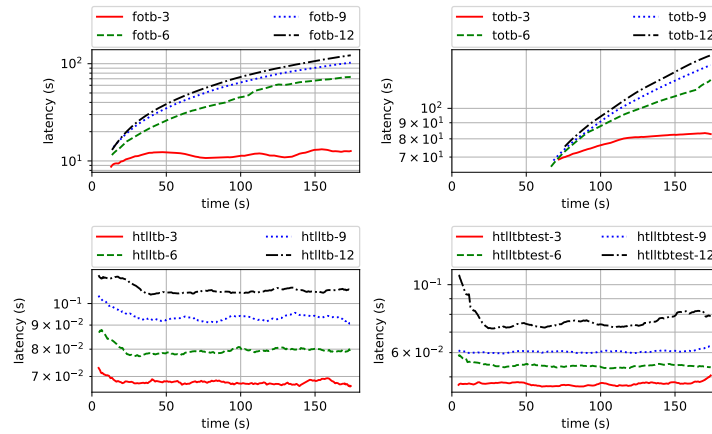 fotb-3 fotb-9
fotb-6 fotb-12
latency (s)
10²
10¹
0 50 100 150
time (s)
totb-3 totb-9
totb-6 totb-12
latency (s)
10²
9 × 10¹
8 × 10¹
7 × 10¹
0 50 100 150
time (s)
htlltb-3 htlltb-9
htlltb-6 htlltb-12
latency (s)
10⁻¹
9 × 10⁻²
8 × 10⁻²
7 × 10⁻²
0 50 100 150
time (s)
htlltbtest-3 htlltbtest-9
htlltbtest-6 htlltbtest-12
latency (s)
10⁻¹
6 × 10⁻²
0 50 100 150
time (s)